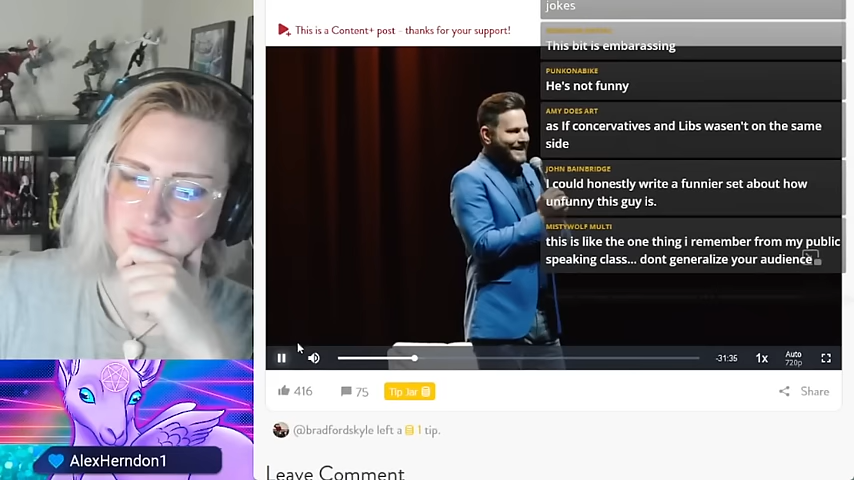 jokes
This is a Content+ post - thanks for your support!
This bit is embarassing
PUNKONABIKE
He's not funny
AMY DOES ART
as If concervatives and Libs wasen't on the same
side
JOHN BAINBRIDGE
I could honestly write a funnier set about how
unfunny this guy is.
MISTYWOLF MULTI
this is like the one thing i remember from my public
speaking class... dont generalize your audience
-31:35
1x
Auto
720p
416
75
Tip Jar
Share
@bradfordskyle left a 1 tip.
AlexHerndon1
Leave Comment